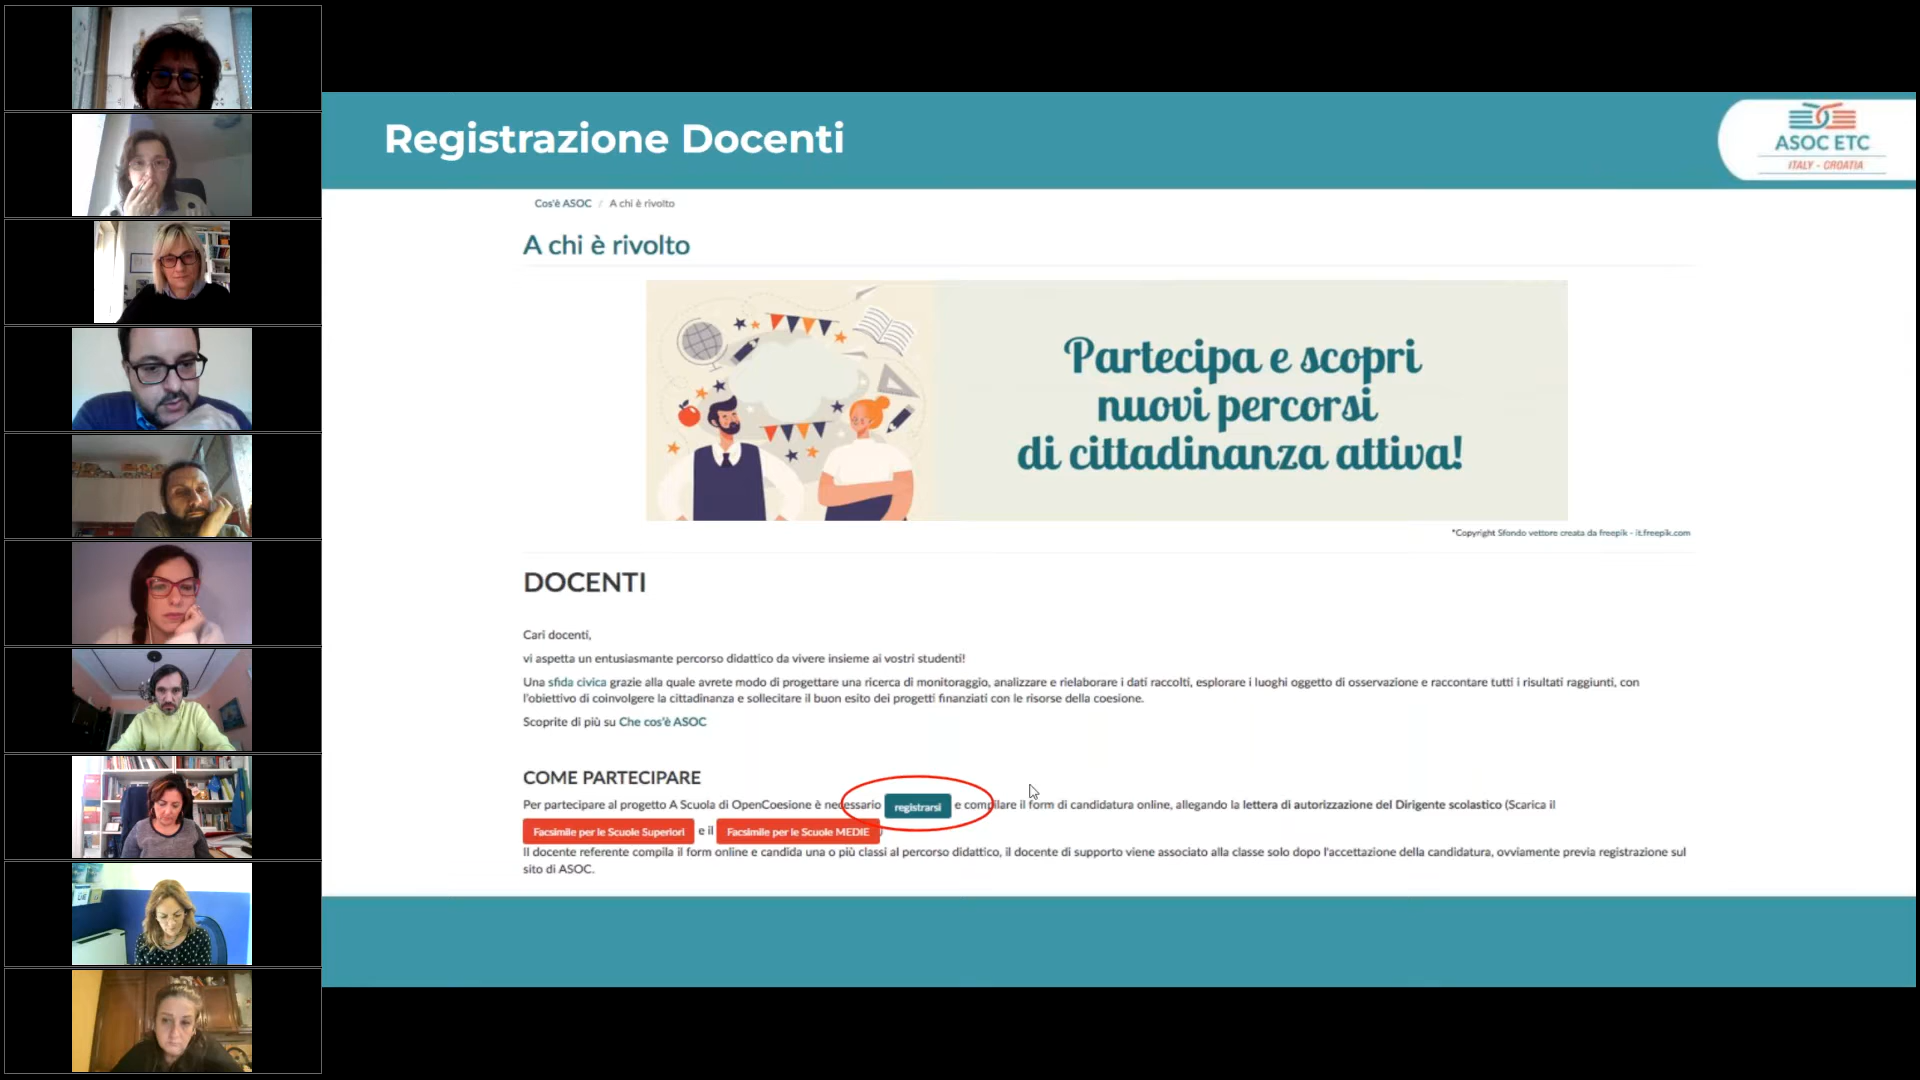 Registrazione Docenti
ASOC ETC
ITALY - CROATIA
Cos'è ASOC / A chi è rivolto
A chi è rivolto
Partecipa e scopri
nuovi percorsi
di cittadinanza attiva!
*Copyright Sfondo vettore creata da freepik - it.freepik.com
DOCENTI
Cari docenti,
vi aspetta un entusiasmante percorso didattico da vivere insieme ai vostri studenti!
Una sfida civica grazie alla quale avrete modo di progettare una ricerca di monitoraggio, analizzare e rielaborare i dati raccolti, esplorare i luoghi oggetto di osservazione e raccontare tutti i risultati raggiunti, con
l'obiettivo di coinvolgere la cittadinanza e sollecitare il buon esito dei progetti finanziati con le risorse della coesione.
Scoprite di più su Che cos'è ASOC
COME PARTECIPARE
Per partecipare al progetto A Scuola di OpenCoesione è necessario registrarsi e compilare il form di candidatura online, allegando la lettera di autorizzazione del Dirigente scolastico (Scarica il
Facsimile per le Scuole Superiori e il Facsimile per le Scuole MEDIE )
Il docente referente compila il form online e candida una o più classi al percorso didattico, il docente di supporto viene associato alla classe solo dopo l'accettazione della candidatura, ovviamente previa registrazione sul
sito di ASOC.